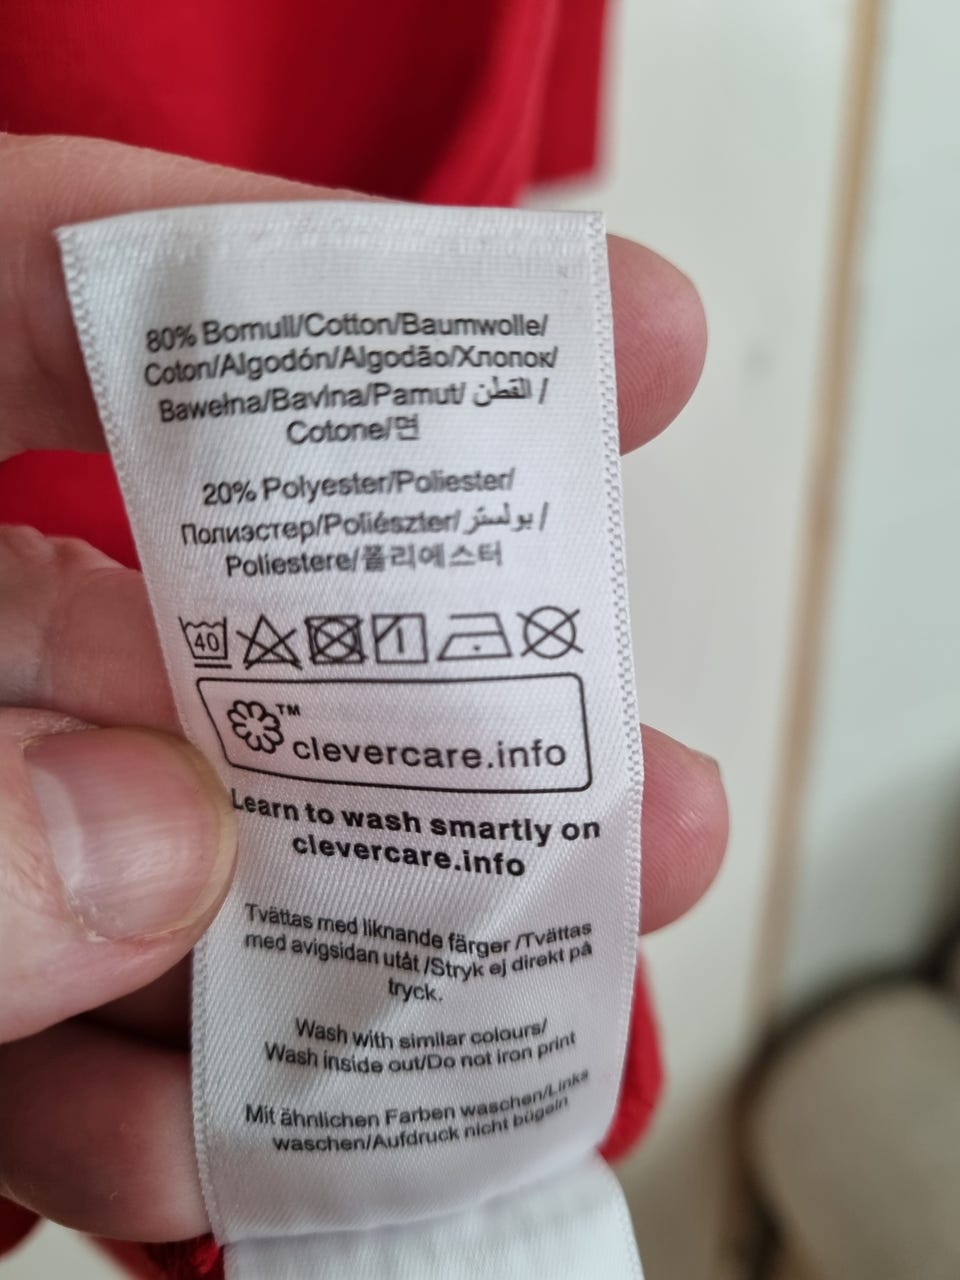 80% Bomull/Cotton/Baumwolle/
Coton/Algodón/Algodão/Хлопок/
Bawełna/Bavlna/Pamut/ القطن /
Cotone/면
20% Polyester/Poliester/
Полиэстер/Poliészter/ بوليستر /
Poliestere/폴리에스터
40
clevercare.info™
Learn to wash smartly on
clevercare.info
Tvättas med liknande färger /Tvättas
med avigsidan utåt /Stryk ej direkt på
tryck.
Wash with similar colours/
Wash inside out/Do not iron print
Mit ähnlichen Farben waschen/Links
waschen/Aufdruck nicht bügeln